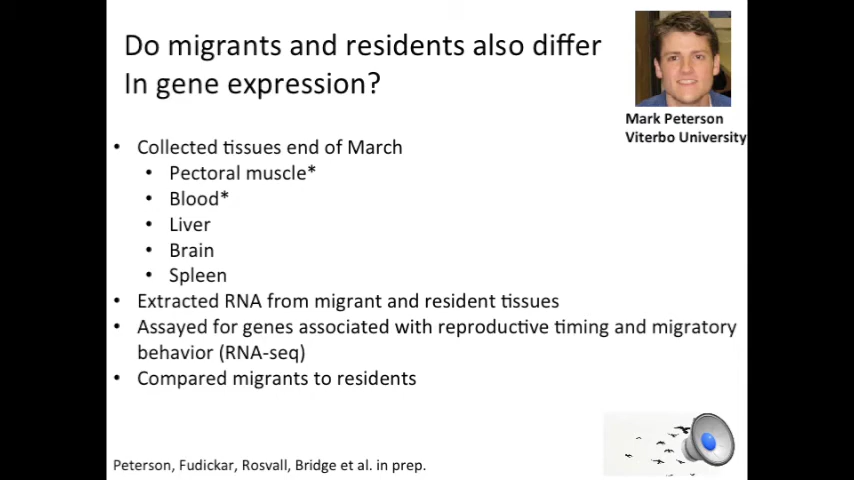 Do migrants and residents also differ
In gene expression?
Mark Peterson
Viterbo University
• Collected tissues end of March
• Pectoral muscle*
• Blood*
• Liver
• Brain
• Spleen
• Extracted RNA from migrant and resident tissues
• Assayed for genes associated with reproductive timing and migratory
behavior (RNA-seq)
• Compared migrants to residents
Peterson, Fudickar, Rosvall, Bridge et al. in prep.